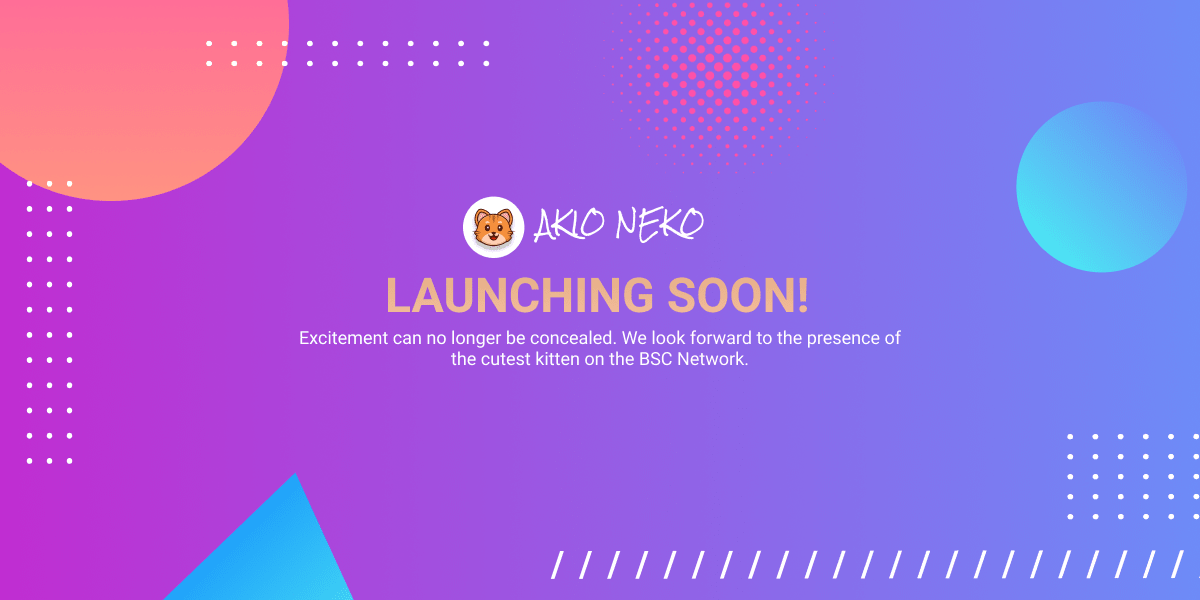 AKIO NEKO
LAUNCHING SOON!
Excitement can no longer be concealed. We look forward to the presence of
the cutest kitten on the BSC Network.